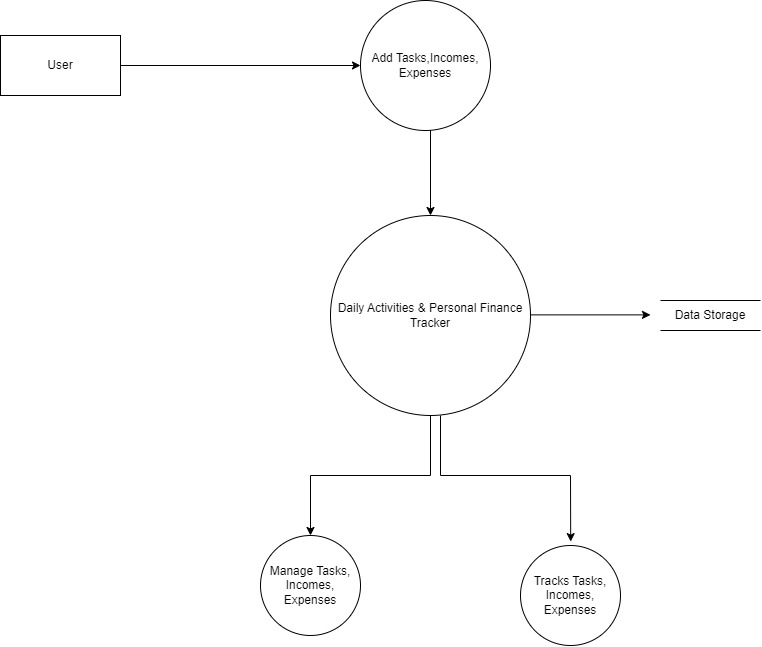 User
Add Tasks,Incomes,
Expenses
Daily Activities & Personal Finance
Tracker
Data Storage
Manage Tasks,
Incomes,
Expenses
Tracks Tasks,
Incomes,
Expenses